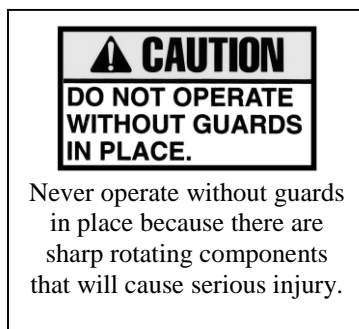 CAUTION
DO NOT OPERATE
WITHOUT GUARDS
IN PLACE.
Never operate without guards
in place because there are
sharp rotating components
that will cause serious injury.